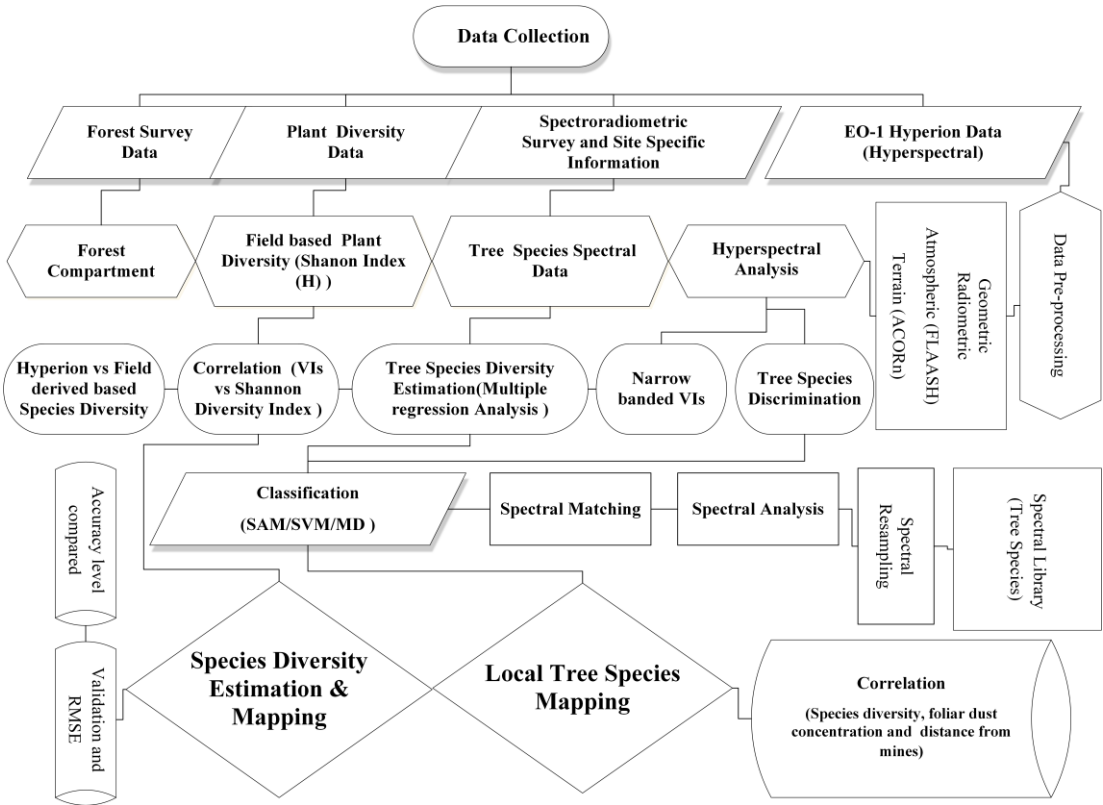 Data Collection
Forest Survey
Data
Plant Diversity
Data
Spectroradiometric
Survey and Site Specific
Information
EO-1 Hyperion Data
(Hyperspectral)
Forest
Compartment
Field based Plant
Diversity (Shanon Index
(H) )
Tree Species Spectral
Data
Hyperspectral
Analysis
Geometric
Radiometric
Atmospheric (FLAASH)
Terrain (ACORn)
Data Pre-processing
Hyperion vs Field
derived based
Species Diversity
Correlation (VIs
vs Shannon
Diversity Index )
Tree Species Diversity
Estimation(Multiple
regression Analysis )
Narrow
banded VIs
Tree Species
Discrimination
Accuracy level
compared
Classification
(SAM/SVM/MD )
Spectral Matching
Spectral Analysis
Spectral
Resampling
Spectral Library
(Tree Species)
Validation and
RMSE
Species Diversity
Estimation &
Mapping
Local Tree Species
Mapping
Correlation
(Species diversity, foliar dust
concentration and distance from
mines)